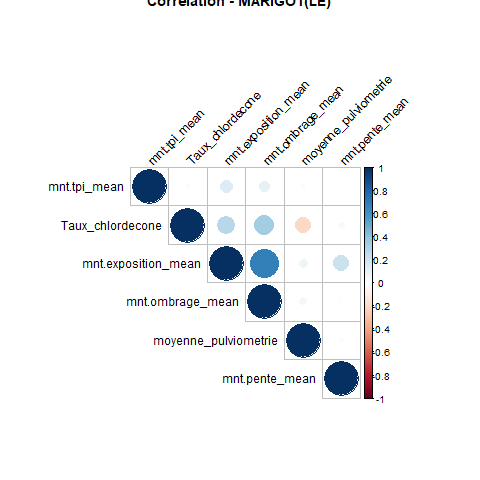 Correlation - MARIGOT(LE)
mnt.tpi_mean
Taux_chlordecone
mnt.exposition_mean
mnt.ombrage_mean
moyenne_pulviometrie
mnt.pente_mean
mnt.tpi_mean
Taux_chlordecone
mnt.exposition_mean
mnt.ombrage_mean
moyenne_pulviometrie
mnt.pente_mean
1
0.8
0.6
0.4
0.2
0
-0.2
-0.4
-0.6
-0.8
-1